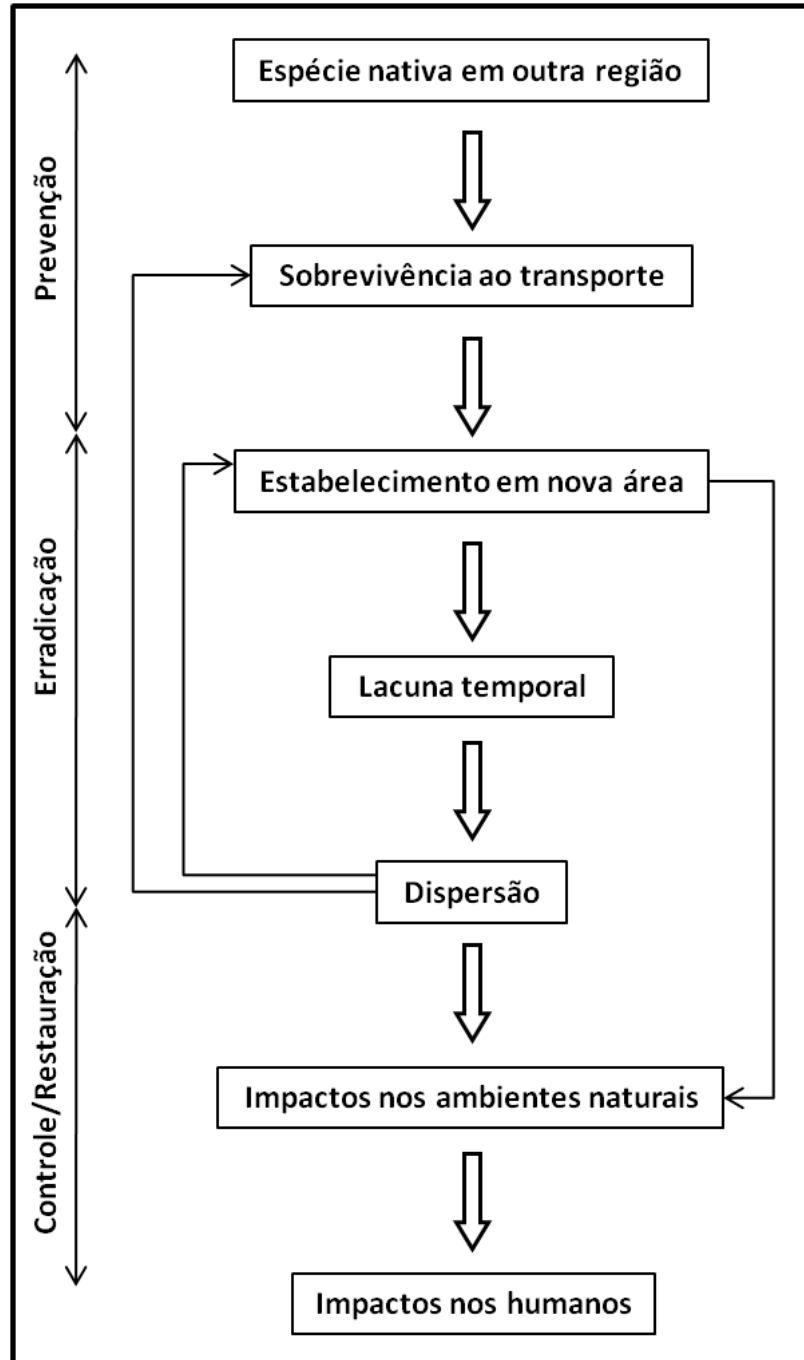 Espécie nativa em outra região
Prevenção
Sobrevivência ao transporte
Estabelecimento em nova área
Erradicação
Lacuna temporal
Dispersão
Controle/Restauração
Impactos nos ambientes naturais
Impactos nos humanos